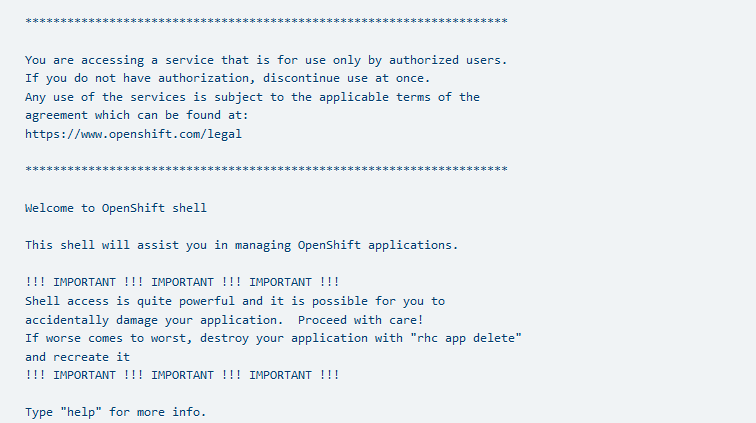 *********************************************************************
You are accessing a service that is for use only by authorized users.
If you do not have authorization, discontinue use at once.
Any use of the services is subject to the applicable terms of the
agreement which can be found at:
https://www.openshift.com/legal
*********************************************************************
Welcome to OpenShift shell
This shell will assist you in managing OpenShift applications.
!!! IMPORTANT !!! IMPORTANT !!! IMPORTANT !!!
Shell access is quite powerful and it is possible for you to
accidentally damage your application.  Proceed with care!
If worse comes to worst, destroy your application with "rhc app delete"
and recreate it
!!! IMPORTANT !!! IMPORTANT !!! IMPORTANT !!!
Type "help" for more info.